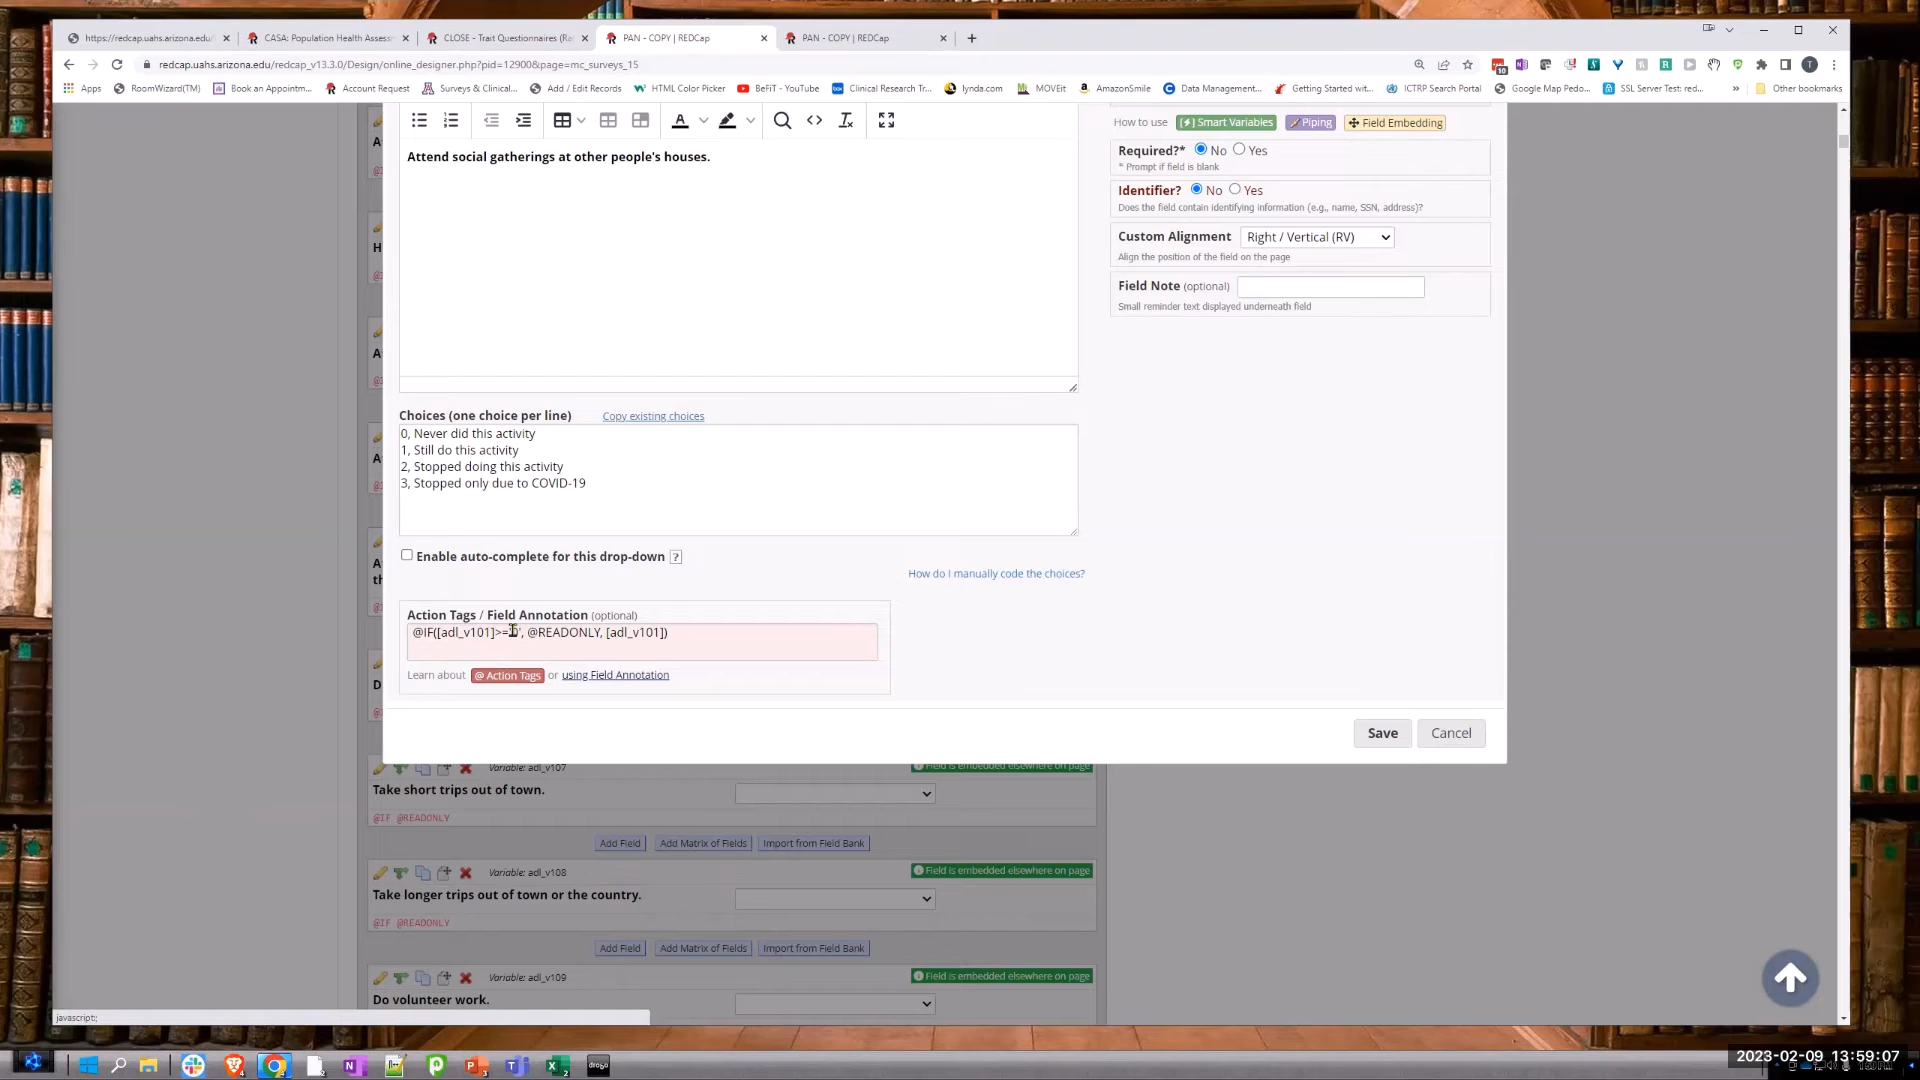 https://redcap.uahs.arizona.edu/
CASA: Population Health Assess
CLOSE - Trait Questionnaires (Ra
PAN - COPY | REDCap
PAN - COPY | REDCap
redcap.uahs.arizona.edu/redcap_v13.3.0/Design/online_designer.php?pid=12900&page=mc_surveys_15
Apps
RoomWizard(TM)
Book an Appointm...
Account Request
Surveys & Clinical...
Add / Edit Records
HTML Color Picker
BeFiT - YouTube
Clinical Research Tr...
lynda.com
MOVEit
AmazonSmile
Data Management...
Getting Started wit...
ICTRP Search Portal
Google Map Pedo...
SSL Server Test: red...
Other bookmarks
How to use
[⚡] Smart Variables
Piping
Field Embedding
Attend social gatherings at other people's houses.
Required?* No Yes
* Prompt if field is blank
Identifier? No Yes
Does the field contain identifying information (e.g., name, SSN, address)?
Custom Alignment Right / Vertical (RV)
Align the position of the field on the page
Field Note (optional)
Small reminder text displayed underneath field
Choices (one choice per line) Copy existing choices
0, Never did this activity
1, Still do this activity
2, Stopped doing this activity
3, Stopped only due to COVID-19
Enable auto-complete for this drop-down ?
How do I manually code the choices?
Action Tags / Field Annotation (optional)
@IF([adl_v101]>='0', @READONLY, [adl_v101])
Learn about @ Action Tags or using Field Annotation
Save
Cancel
Variable: adl_v107
Field is embedded elsewhere on page
Take short trips out of town.
@IF @READONLY
Add Field
Add Matrix of Fields
Import from Field Bank
Variable: adl_v108
Field is embedded elsewhere on page
Take longer trips out of town or the country.
@IF @READONLY
Add Field
Add Matrix of Fields
Import from Field Bank
Variable: adl_v109
Field is embedded elsewhere on page
Do volunteer work.
javascript:;
2023-02-09 13:59:07